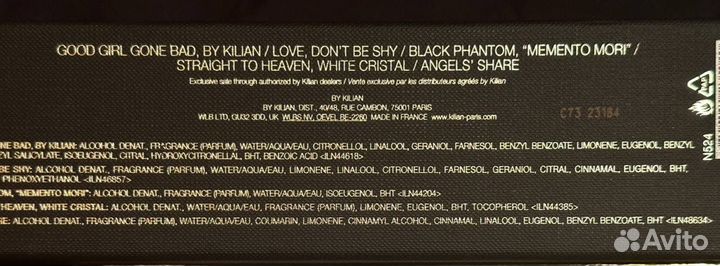 GOOD GIRL GONE BAD, BY KILIAN / LOVE, DON'T BE SHY / BLACK PHANTOM, "MEMENTO MORI" /
STRAIGHT TO HEAVEN, WHITE CRISTAL / ANGELS' SHARE
Exclusive sale through authorized by Kilian dealers / Vente exclusive par les distributeurs agréés by Kilian
BY KILIAN
BY KILIAN, DIST., 40/48, RUE CAMBON, 75001 PARIS
WLB LTD, GU32 3DD, UK WLBS NV, OEVEL BE-2260 MADE IN FRANCE www.kilian-paris.com
C73 23184
N524
ONE BAD, BY KILIAN: ALCOHOL DENAT., FRAGRANCE (PARFUM), WATER/AQUA/EAU, CITRONELLOL, LINALOOL, GERANIOL, FARNESOL, BENZYL BENZOATE, LIMONENE, EUGENOL, BENZYL
ZYL SALICYLATE, ISOEUGENOL, CITRAL, HYDROXYCITRONELLAL, BHT, BENZOIC ACID <ILN44618>
BE SHY: ALCOHOL DENAT., FRAGRANCE (PARFUM), WATER/AQUA/EAU, LIMONENE, LINALOOL, CITRONELLOL, FARNESOL, GERANIOL, CITRAL, CINNAMAL, EUGENOL, BHT,
PHENOXYETHANOL <ILN46857>
OM, "MEMENTO MORI": ALCOHOL DENAT., FRAGRANCE (PARFUM), WATER/AQUA/EAU, ISOEUGENOL, BHT <ILN44204>
HEAVEN, WHITE CRISTAL: ALCOHOL DENAT., WATER/AQUA/EAU, FRAGRANCE (PARFUM), LIMONENE, LINALOOL, EUGENOL, BHT, TOCOPHEROL <ILN44385>
RE: ALCOHOL DENAT., FRAGRANCE (PARFUM), WATER/AQUA/EAU, COUMARIN, LIMONENE, CINNAMYL ALCOHOL, CINNAMAL, LINALOOL, EUGENOL, BENZYL BENZOATE, BHT <ILN48634>
Avito